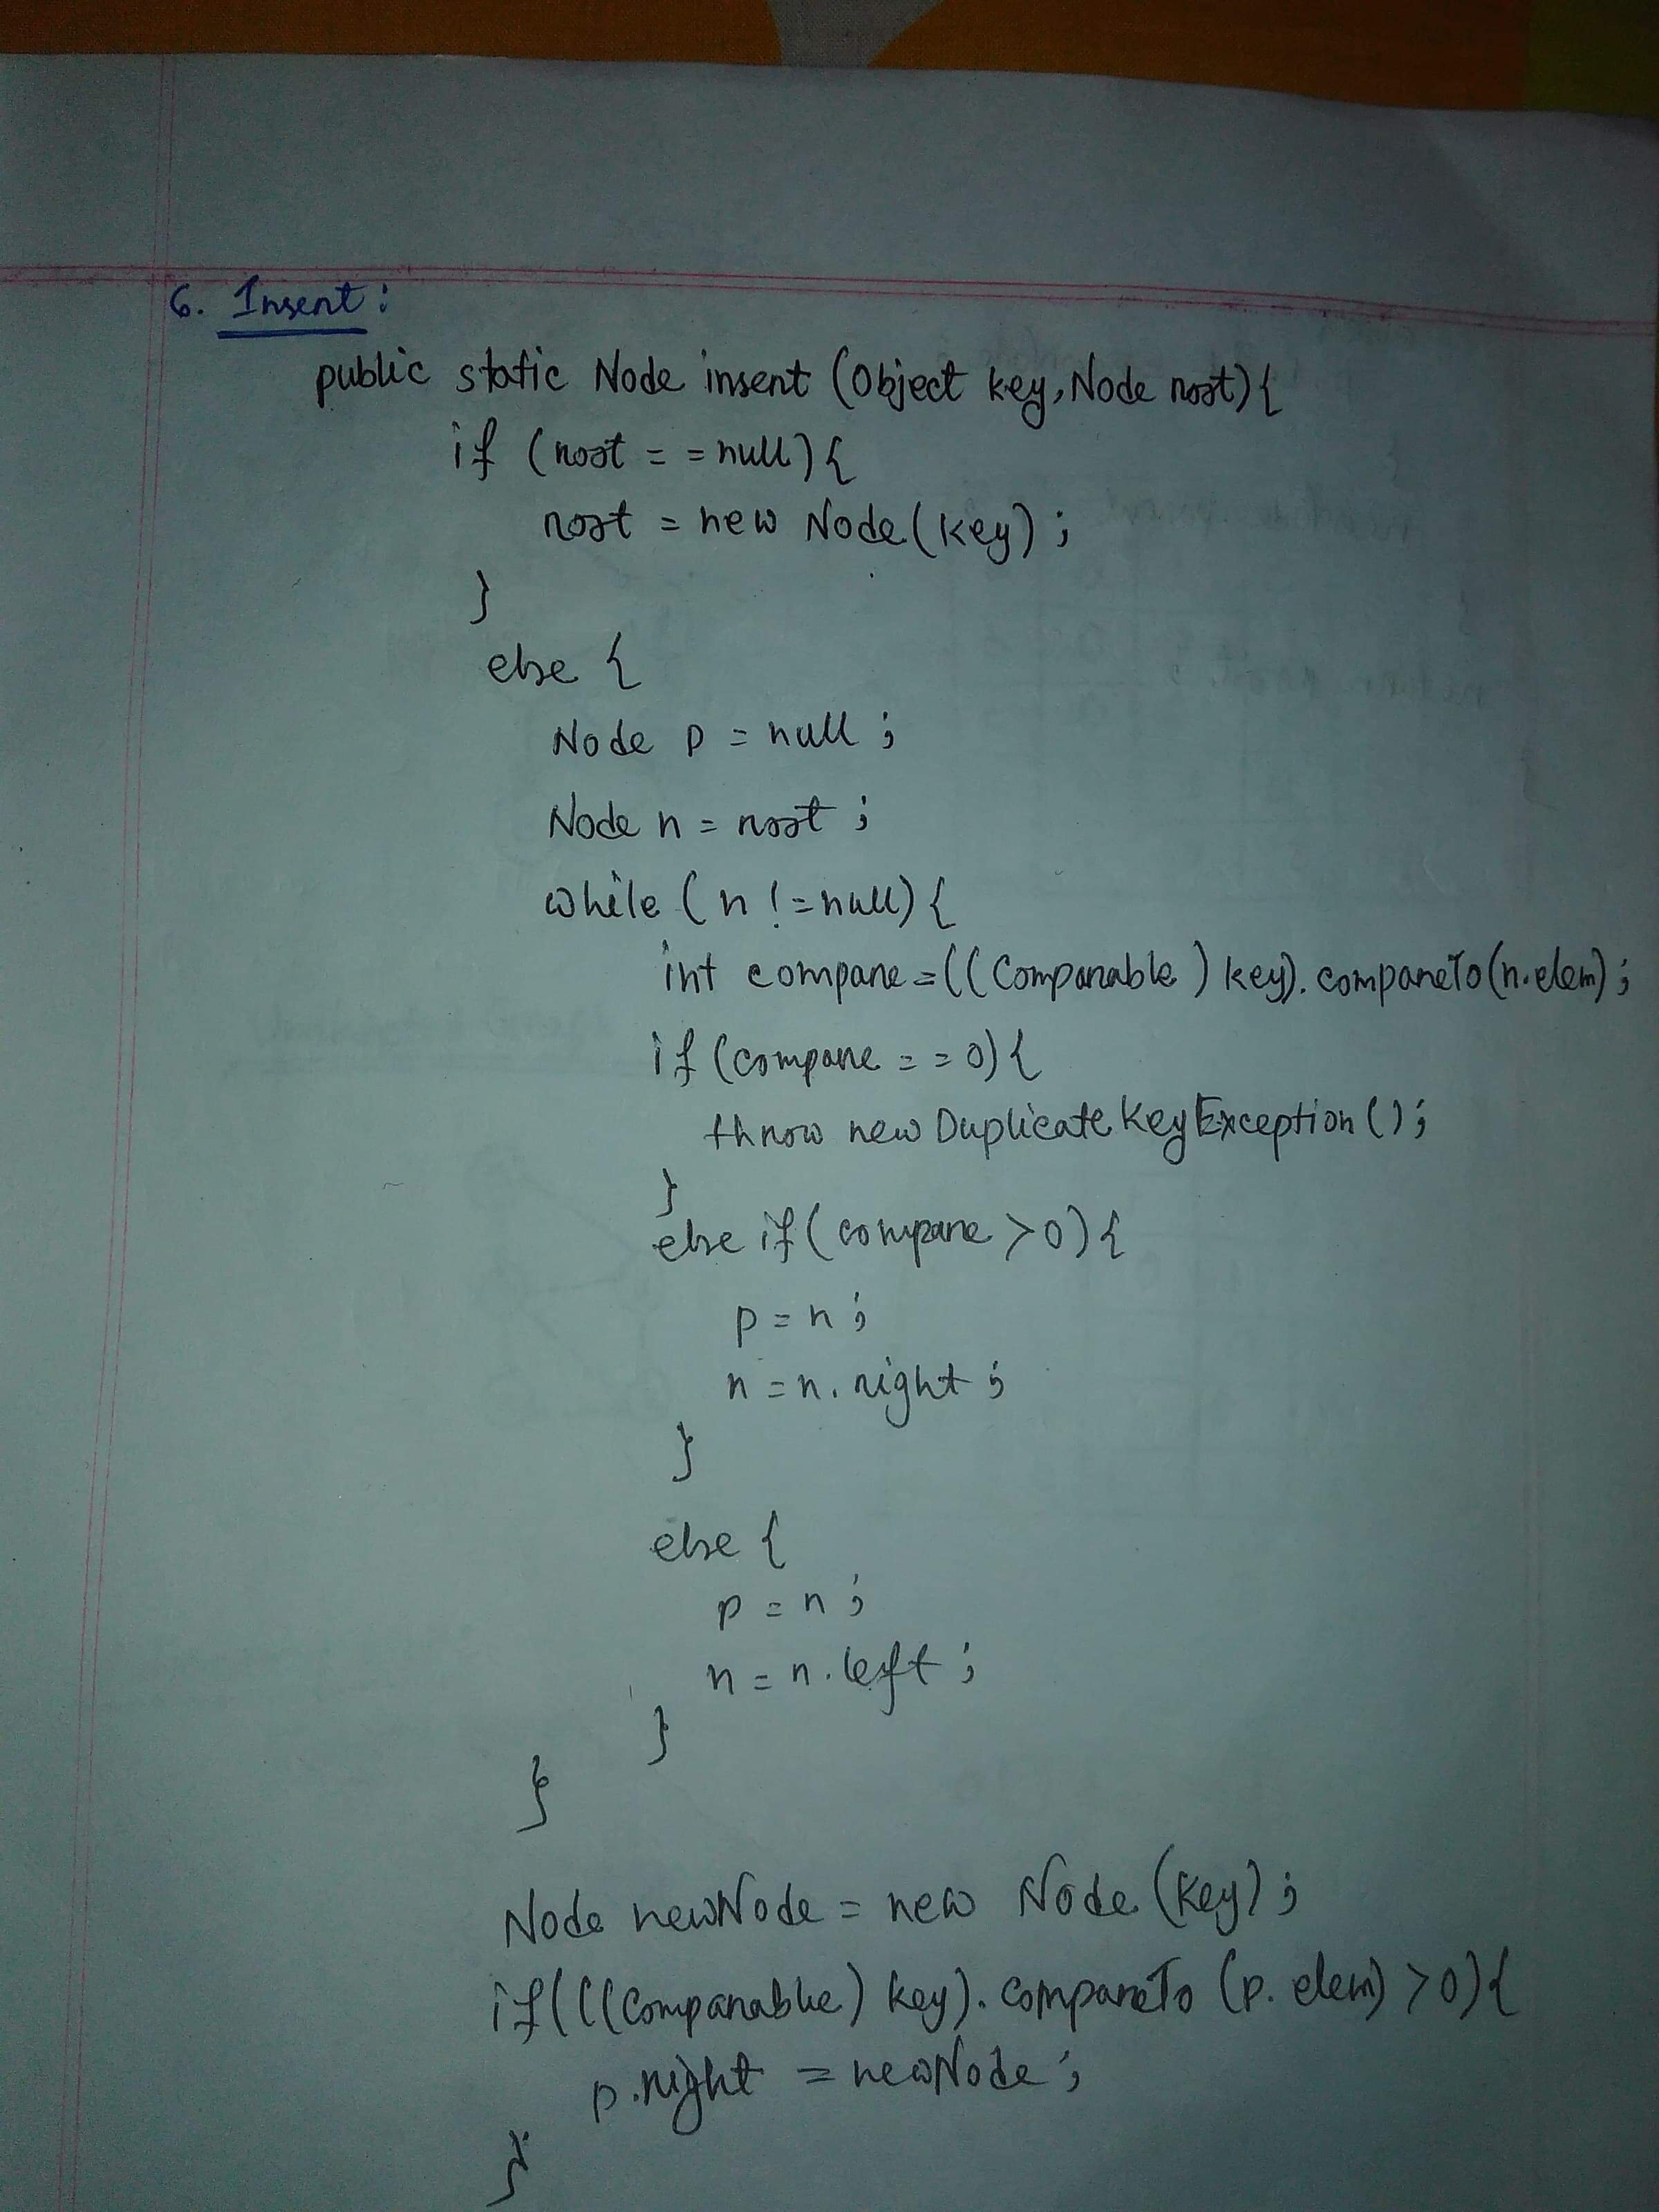 6. Insert:
public static Node insert (Object key, Node root){
if (root = = null){
root = new Node(key);
}
else {
Node p = null;
Node n = root;
while (n != null){
int compare = ((Comparable) key).compareTo(n.elem);
if (compare = = 0){
throw new DuplicateKeyException();
}
else if (compare > 0){
p = n;
n = n.right;
}
else {
p = n;
n = n.left;
}
}
Node newNode = new Node (key);
if(((Comparable) key).compareTo (p.elem) > 0){
p.right = newNode;
}